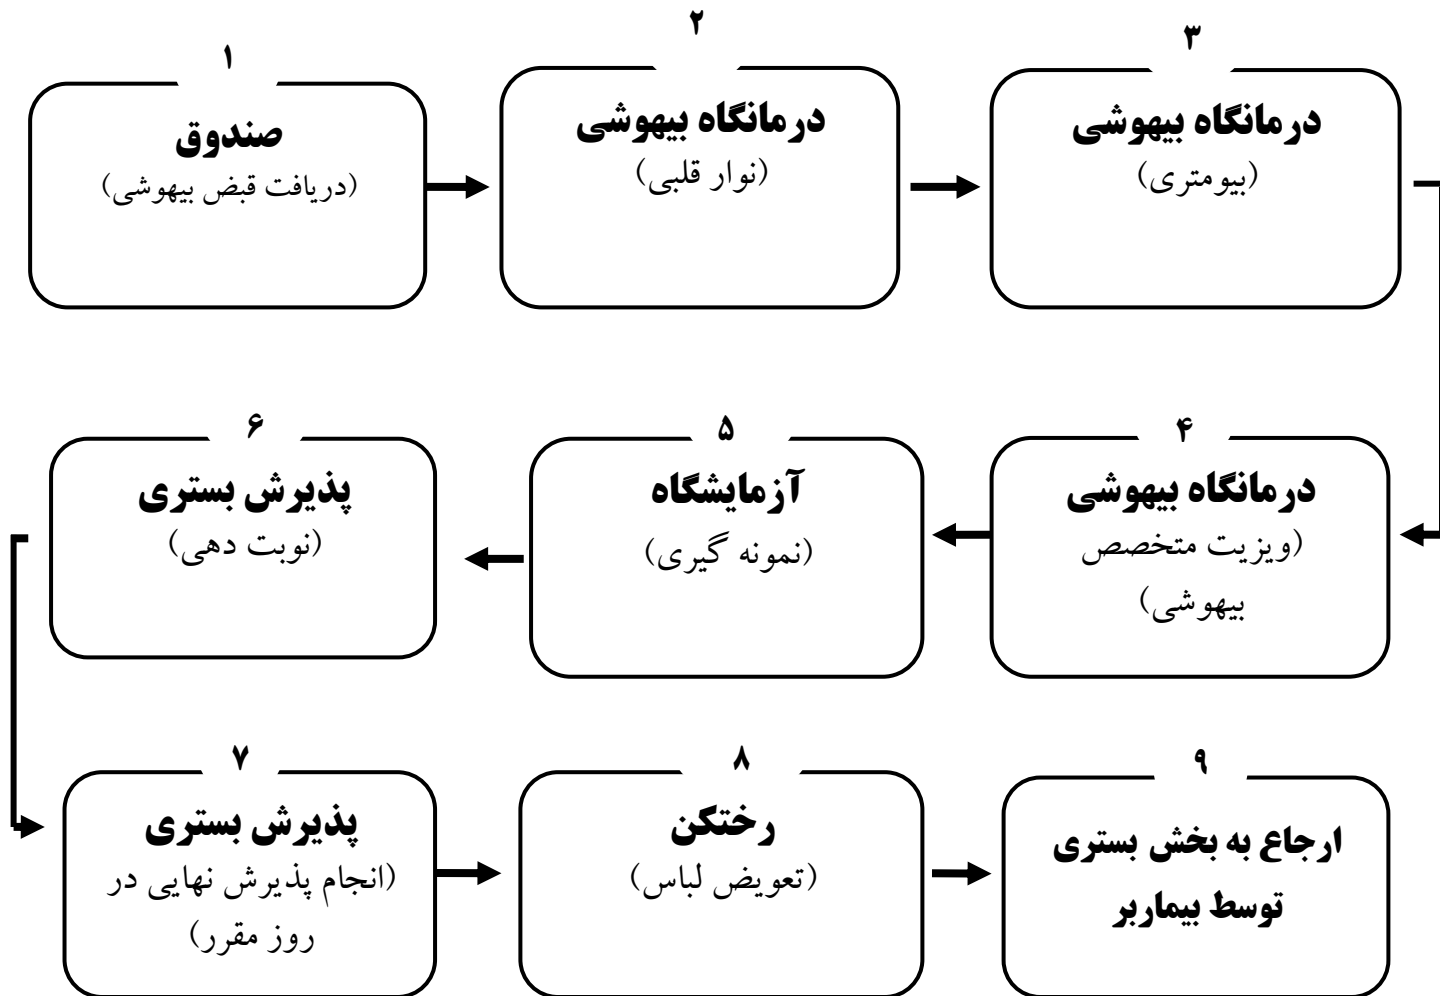 ۱
صندوق
(دریافت قبض بیهوشی)
۲
درمانگاه بیهوشی
(نوار قلبی)
۳
درمانگاه بیهوشی
(بیومتری)
۴
درمانگاه بیهوشی
(ویزیت متخصص
بیهوشی)
۵
آزمایشگاه
(نمونه گیری)
۶
پذیرش بستری
(نوبت دهی)
۷
پذیرش بستری
(انجام پذیرش نهایی در
روز مقرر)
۸
رختکن
(تعویض لباس)
۹
ارجاع به بخش بستری
توسط بیماربر